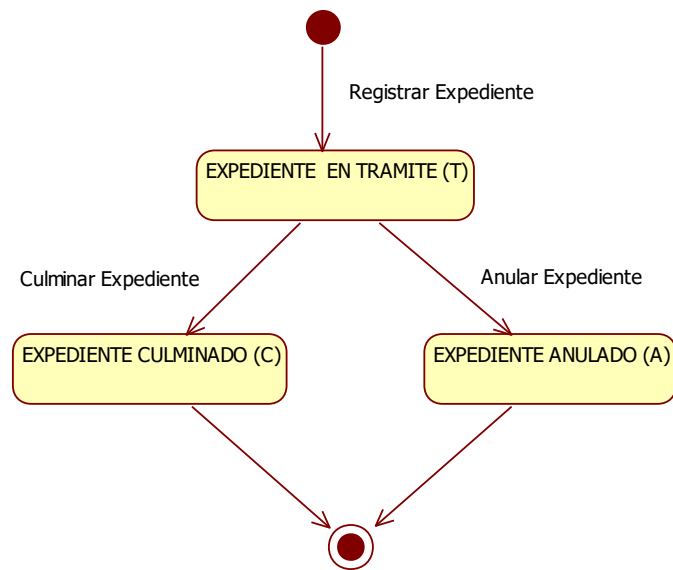 Registrar Expediente
EXPEDIENTE  EN TRAMITE (T)
Culminar Expediente
Anular Expediente
EXPEDIENTE CULMINADO (C)
EXPEDIENTE ANULADO (A)